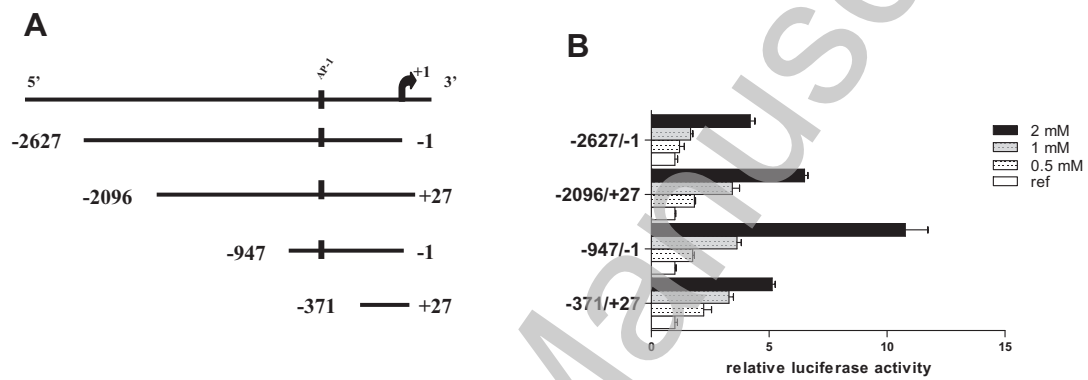 A
5'
AP-1
+1
3'
-2627
-1
-2096
+27
-947
-1
-371
+27
B
-2627/-1
-2096/+27
-947/-1
-371/+27
0
5
10
15
relative luciferase activity
2 mM
1 mM
0.5 mM
ref
Manusc